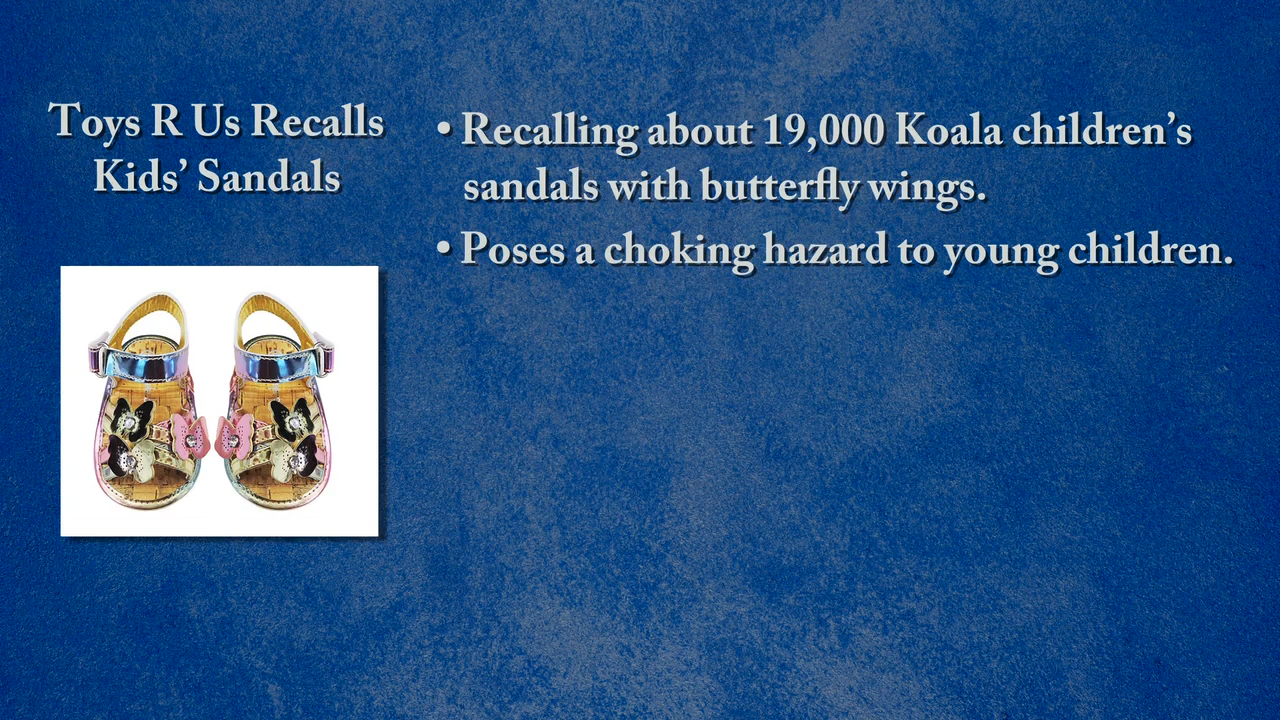 Toys R Us Recalls
Kids’ Sandals
• Recalling about 19,000 Koala children’s
sandals with butterfly wings.
• Poses a choking hazard to young children.